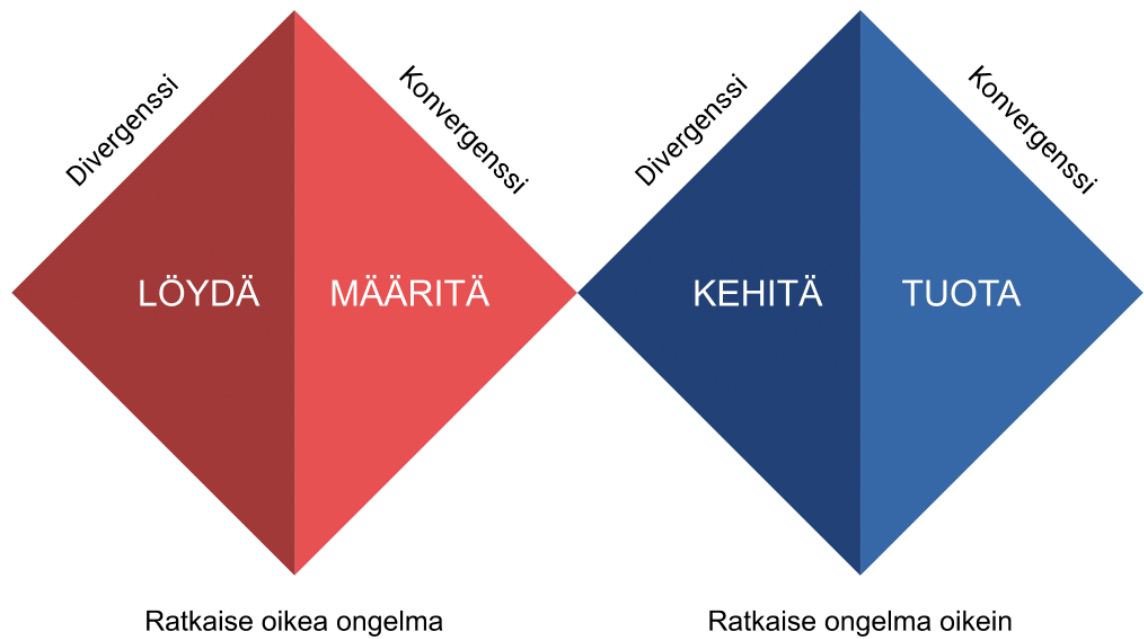 Divergenssi
Konvergenssi
Divergenssi
Konvergenssi
LÖYDÄ
MÄÄRITÄ
KEHITÄ
TUOTA
Ratkaise oikea ongelma
Ratkaise ongelma oikein